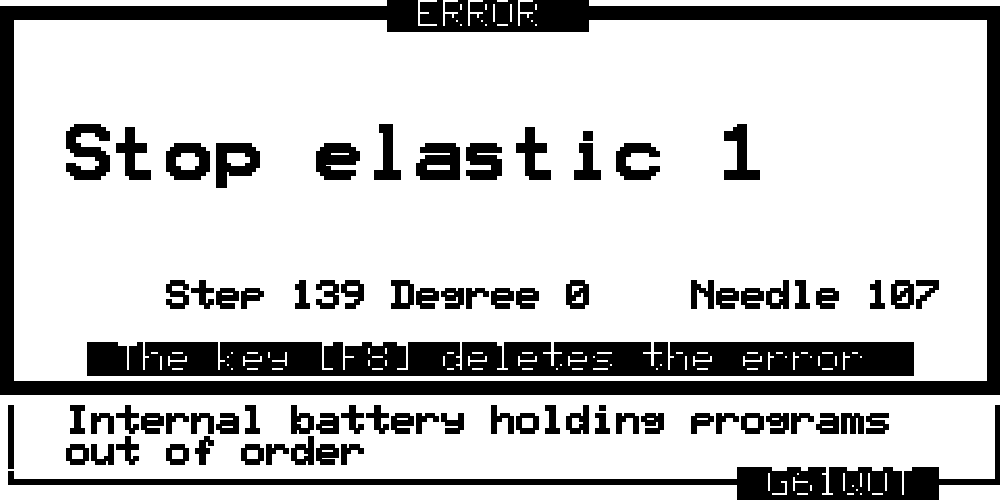 ERROR
Stop elastic 1
Step 139 Degree 0 Needle 107
The key [F8] deletes the error
Internal battery holding programs
out of order